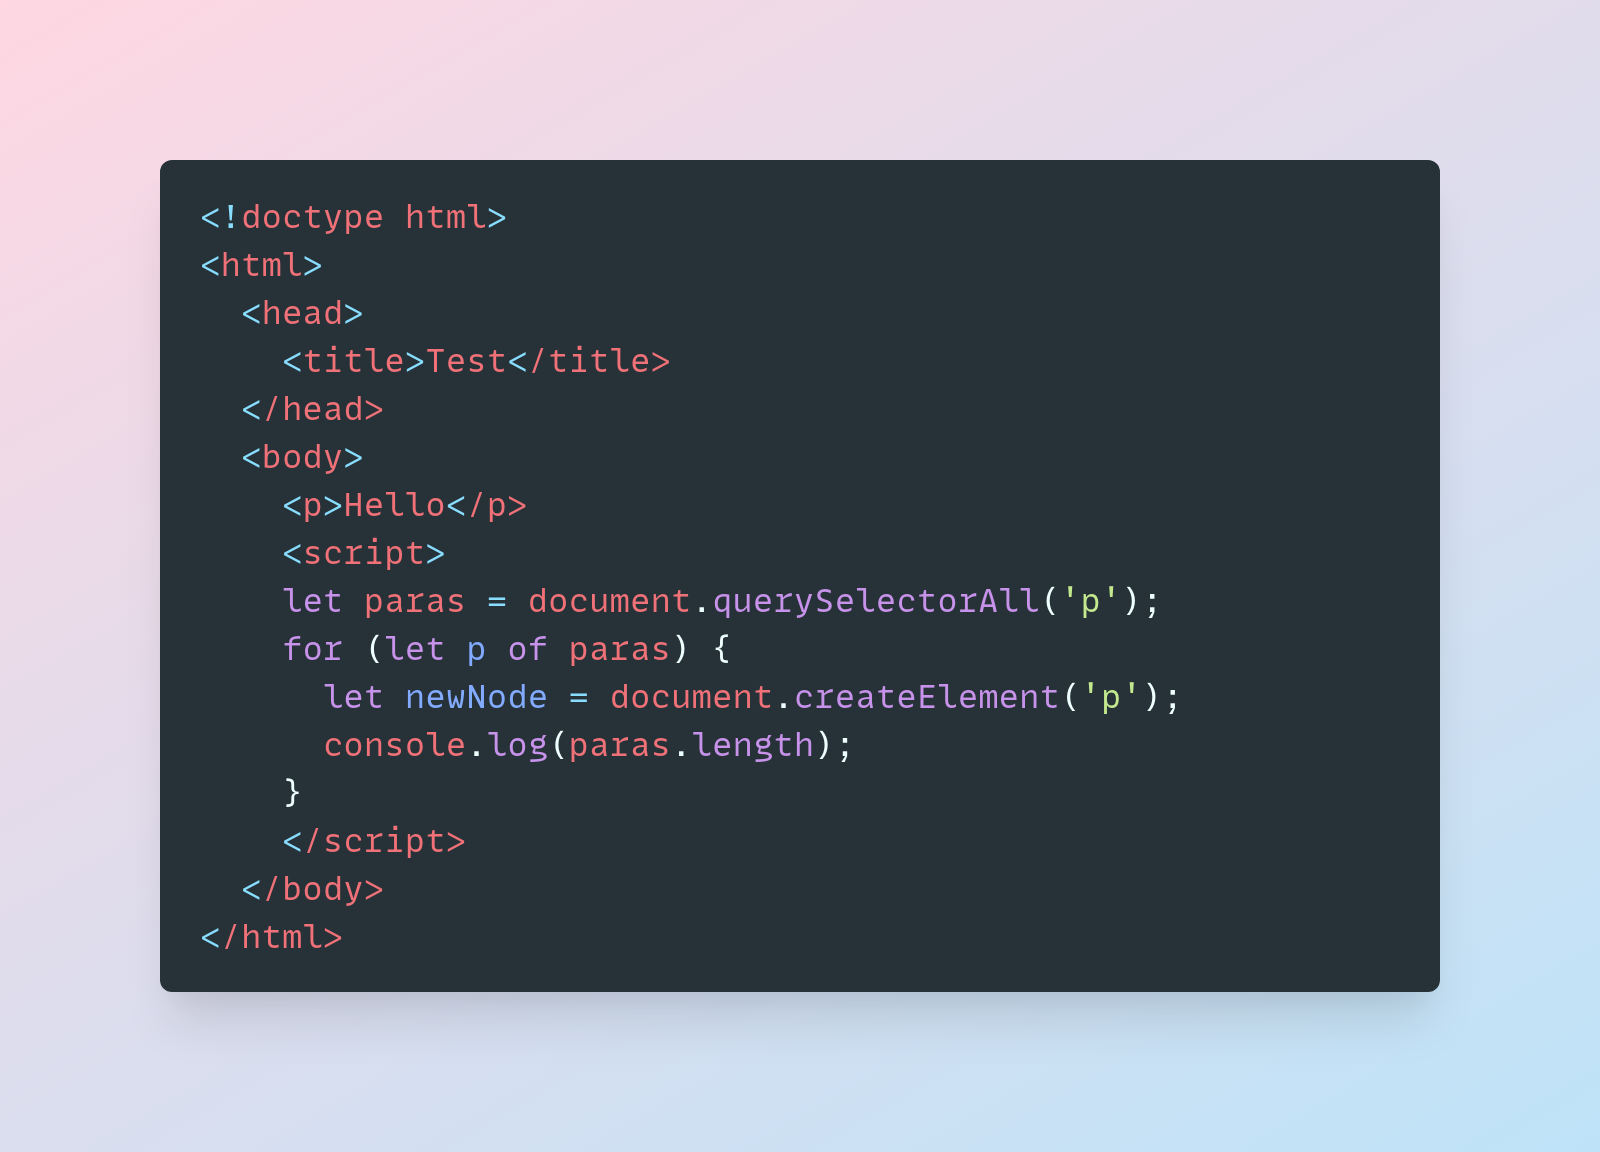 <!doctype html>
<html>
  <head>
    <title>Test</title>
  </head>
  <body>
    <p>Hello</p>
    <script>
    let paras = document.querySelectorAll('p');
    for (let p of paras) {
      let newNode = document.createElement('p');
      console.log(paras.length);
    }
    </script>
  </body>
</html>